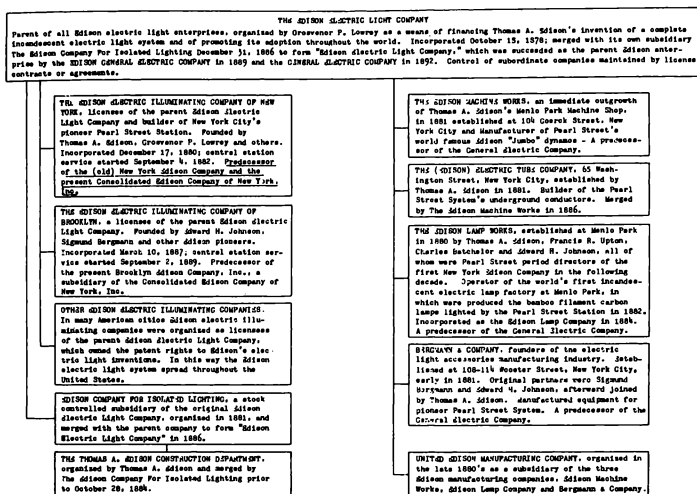 THE EDISON ELECTRIC LIGHT COMPANY
Parent of all Edison electric light enterprises, organized by Grosvenor P. Lowrey as a means of financing Thomas A. Edison's invention of a complete
incandescent electric light system and of promoting its adoption throughout the world. Incorporated October 15, 1878; merged with its own subsidiary
The Edison Company For Isolated Lighting December 31, 1886 to form "Edison Electric Light Company," which was succeeded as the parent Edison enter-
prise by the EDISON GENERAL ELECTRIC COMPANY in 1889 and the GENERAL ELECTRIC COMPANY in 1892. Control of subordinate companies maintained by license
contracts or agreements.
THE EDISON ELECTRIC ILLUMINATING COMPANY OF NEW
YORK, licensee of the parent Edison Electric
Light Company and builder of New York City's
pioneer Pearl Street Station. Founded by
Thomas A. Edison, Grosvenor P. Lowrey and others.
Incorporated December 17, 1880; central station
service started September 4, 1882. Predecessor
of the (old) New York Edison Company and the
present Consolidated Edison Company of New York,
Inc.
THE EDISON ELECTRIC ILLUMINATING COMPANY OF
BROOKLYN, a licensee of the parent Edison Electric
Light Company. Founded by Edward H. Johnson,
Sigmund Bergmann and other Edison pioneers.
Incorporated March 10, 1887; central station ser-
vice started September 2, 1889. Predecessor of
the present Brooklyn Edison Company, Inc., a
subsidiary of the Consolidated Edison Company of
New York, Inc.
OTHER EDISON ELECTRIC ILLUMINATING COMPANIES.
In many American cities Edison electric illu-
minating companies were organized as licensees
of the parent Edison Electric Light Company,
which owned the patent rights to Edison's elec-
tric light inventions. In this way the Edison
electric light system spread throughout the
United States.
EDISON COMPANY FOR ISOLATED LIGHTING, a stock
controlled subsidiary of the original Edison
Electric Light Company, organized in 1881, and
merged with the parent company to form "Edison
Electric Light Company" in 1886.
THE THOMAS A. EDISON CONSTRUCTION DEPARTMENT,
organized by Thomas A. Edison and merged by
The Edison Company For Isolated Lighting prior
to October 28, 1884.
THE EDISON MACHINE WORKS, an immediate outgrowth
of Thomas A. Edison's Menlo Park Machine Shop,
in 1881 established at 104 Goerck Street, New
York City and Manufacturer of Pearl Street's
world famous Edison "Jumbo" dynamos - A predeces-
sor of the General Electric Company.
THE (EDISON) ELECTRIC TUBE COMPANY, 65 Wash-
ington Street, New York City, established by
Thomas A. Edison in 1881. Builder of the Pearl
Street System's underground conductors. Merged
by The Edison Machine Works in 1886.
THE EDISON LAMP WORKS, established at Menlo Park
in 1880 by Thomas A. Edison, Francis R. Upton,
Charles Batchelor and Edward H. Johnson, all of
whom were Pearl Street period directors of the
first New York Edison Company in the following
decade. Operator of the world's first incandes-
cent electric lamp factory at Menlo Park, in
which were produced the bamboo filament carbon
lamps lighted by the Pearl Street Station in 1882.
Incorporated as the Edison Lamp Company in 1884.
A predecessor of the General Electric Company.
BERGMANN & COMPANY, founders of the electric
light accessories manufacturing industry. Estab-
lished at 108-114 Wooster Street, New York City,
early in 1881. Original partners were Sigmund
Bergmann and Edward H. Johnson, afterward joined
by Thomas A. Edison. Manufactured equipment for
pioneer Pearl Street System. A predecessor of the
General Electric Company.
UNITED EDISON MANUFACTURING COMPANY, organized in
the late 1880's as a subsidiary of the three
Edison manufacturing companies, Edison Machine
Works, Edison Lamp Company and Bergmann & Company.